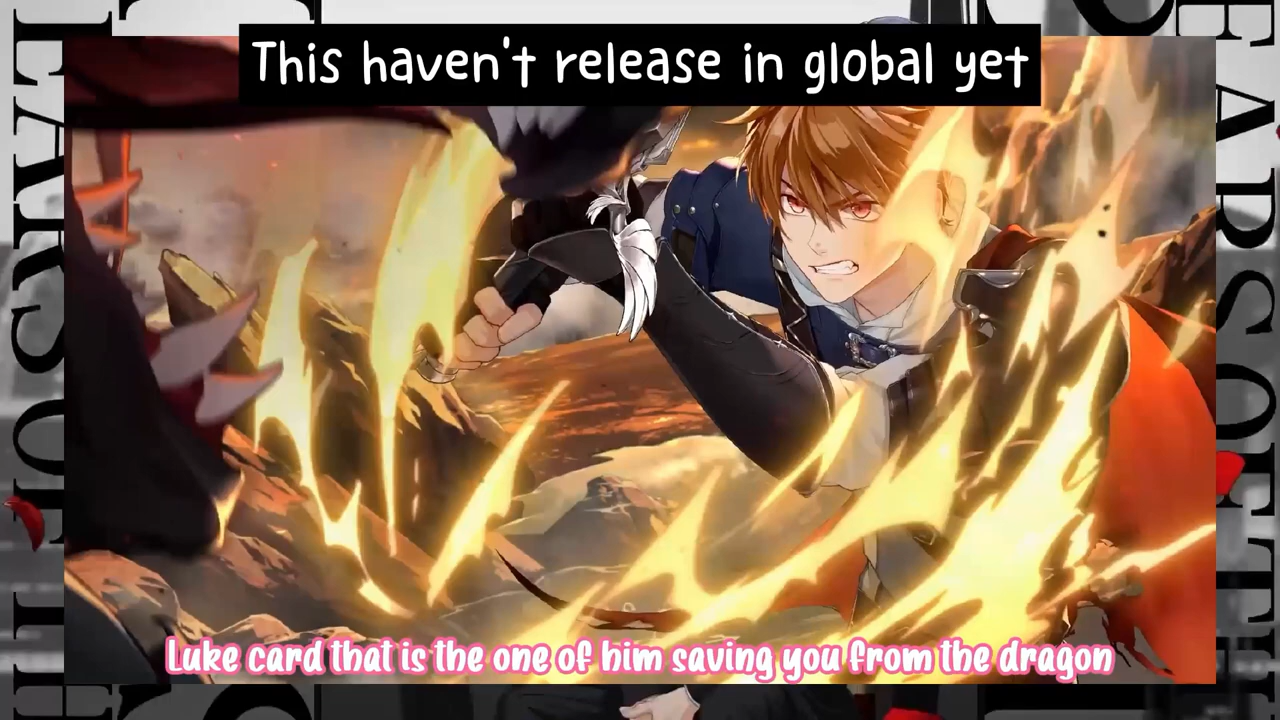 This haven't release in global yet
Luke card that is the one of him saving you from the dragon